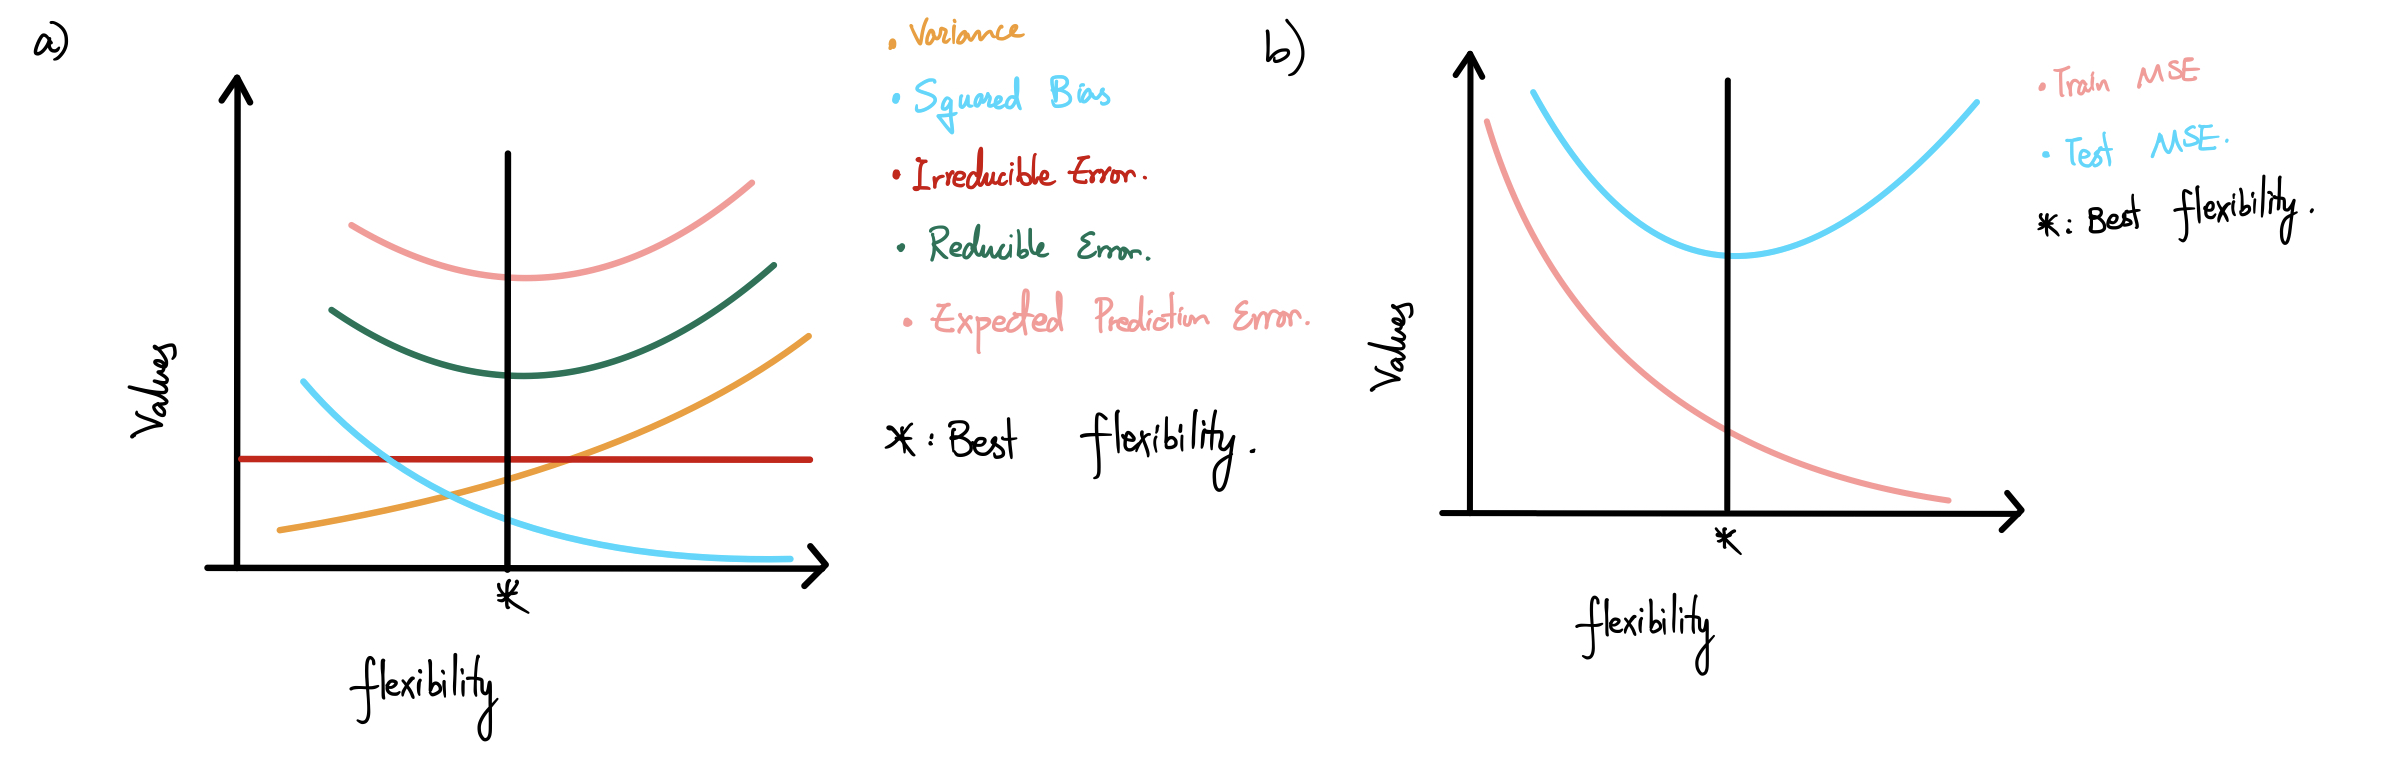 a)
• Variance
• Squared Bias
• Irreducible Error.
• Reducible Error.
• Expected Prediction Error.
*: Best flexibility.
Values
*
flexibility
b)
• Train MSE
• Test MSE.
*: Best flexibility.
Values
*
flexibility